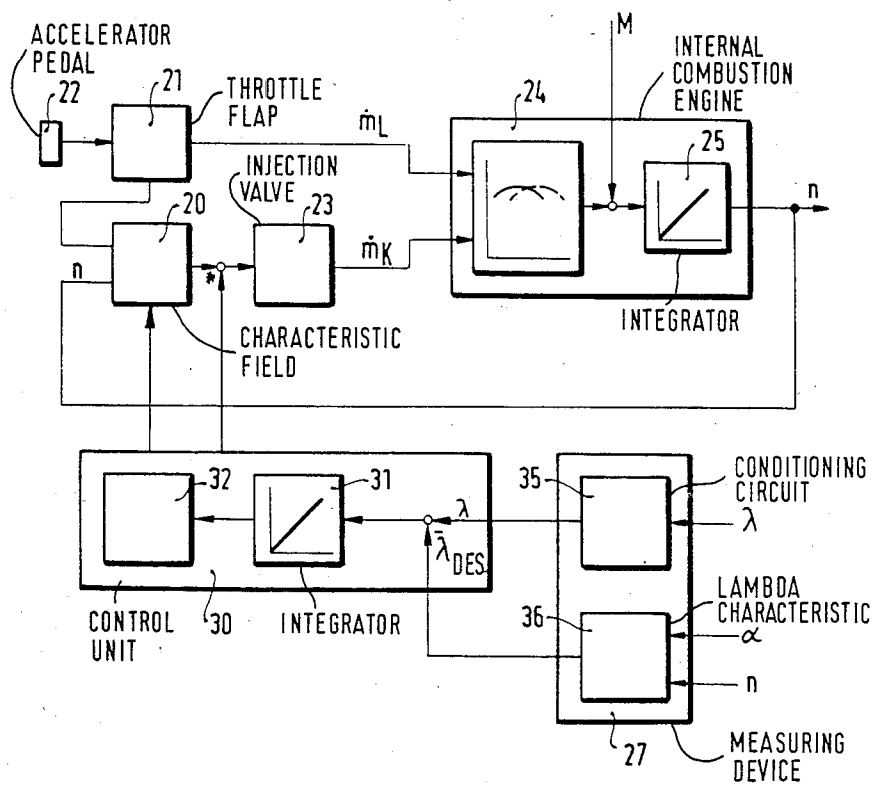 ACCELERATOR
PEDAL
22
21
THROTTLE
FLAP
ṁL
M
INTERNAL
COMBUSTION
ENGINE
24
25
n
INTEGRATOR
INJECTION
VALVE
20
23
n
*
ṁK
CHARACTERISTIC
FIELD
32
31
λ
λ̄DES.
CONTROL
UNIT
30
INTEGRATOR
35
CONDITIONING
CIRCUIT
λ
36
LAMBDA
CHARACTERISTIC
α
n
27
MEASURING
DEVICE